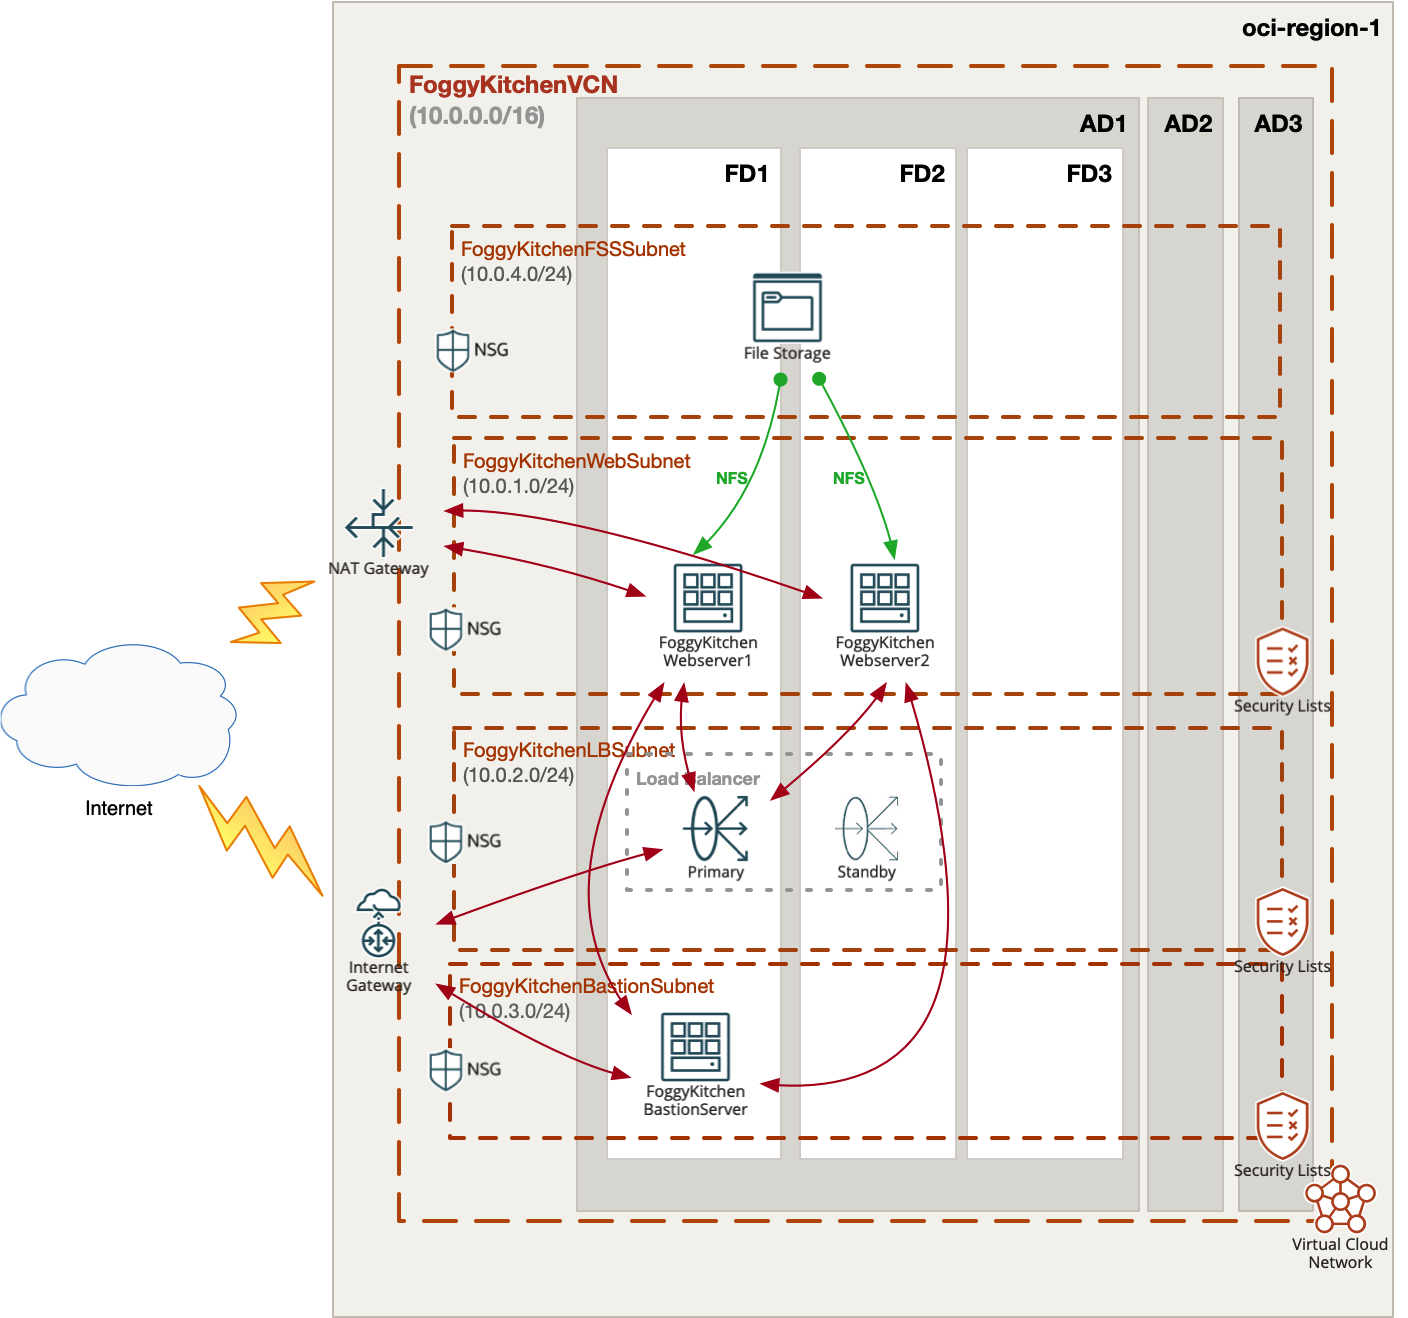 oci-region-1
FoggyKitchenVCN
(10.0.0.0/16)
AD1
AD2
AD3
FD1
FD2
FD3
FoggyKitchenFSSSubnet
(10.0.4.0/24)
NSG
File Storage
FoggyKitchenWebSubnet
(10.0.1.0/24)
NFS
NFS
NAT Gateway
NSG
FoggyKitchen
Webserver1
FoggyKitchen
Webserver2
Security Lists
FoggyKitchenLBSubnet
(10.0.2.0/24)
Load Balancer
Internet
NSG
Primary
Standby
Internet
Gateway
Security Lists
FoggyKitchenBastionSubnet
(10.0.3.0/24)
NSG
FoggyKitchen
BastionServer
Security Lists
Virtual Cloud
Network